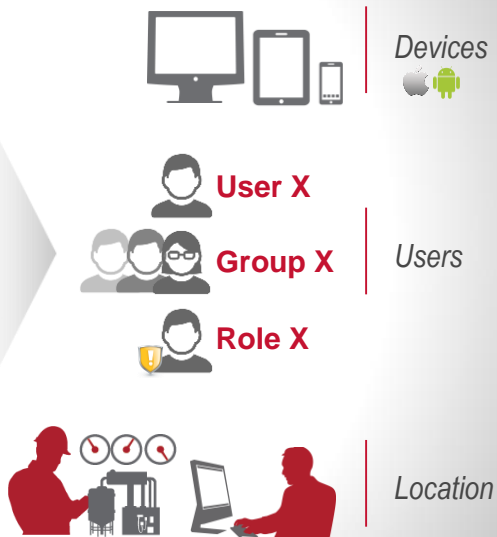 Devices
User X
Group X
Users
Role X
Location